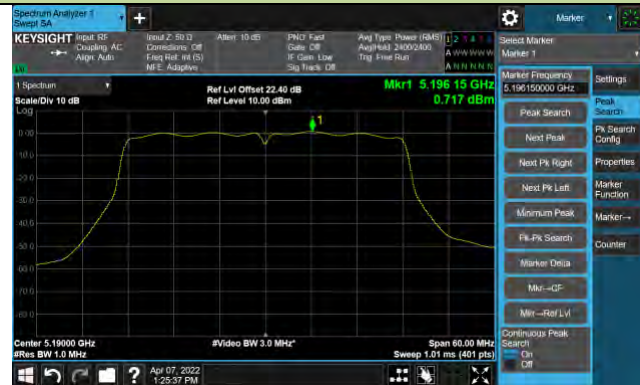 Spectrum Analyzer 1
Swept SA
+
Marker
KEYSIGHT
Input: RF
Coupling: AC
Align: Auto
Input Z: 50 Ω
Corrections: Off
Freq Ref: Int (S)
NFE: Adaptive
Atten: 10 dB
PNO: Fast
Gate: Off
IF Gain: Low
Sig Track: Off
Avg Type: Power (RMS)
Avg|Hold: 2400/2400
Trig: Free Run
1 2 3 4 5 6
A W W W W W
A N N N N N
Select Marker
Marker 1
1 Spectrum
Scale/Div 10 dB
Log
Ref Lvl Offset 22.40 dB
Ref Level 10.00 dBm
Mkr1 5.196 15 GHz
0.717 dBm
1
0.00
-10.0
-20.0
-30.0
-40.0
-50.0
-60.0
-70.0
-80.0
Center 5.19000 GHz
#Res BW 1.0 MHz
#Video BW 3.0 MHz*
Span 60.00 MHz
Sweep 1.01 ms (401 pts)
Marker Frequency
5.196150000 GHz
Peak Search
Next Peak
Next Pk Right
Next Pk Left
Minimum Peak
Pk-Pk Search
Marker Delta
Mkr→CF
Mkr→Ref Lvl
Continuous Peak
Search
On
Off
Settings
Peak
Search
Pk Search
Config
Properties
Marker
Function
Marker→
Counter
?
Apr 07, 2022
1:25:37 PM